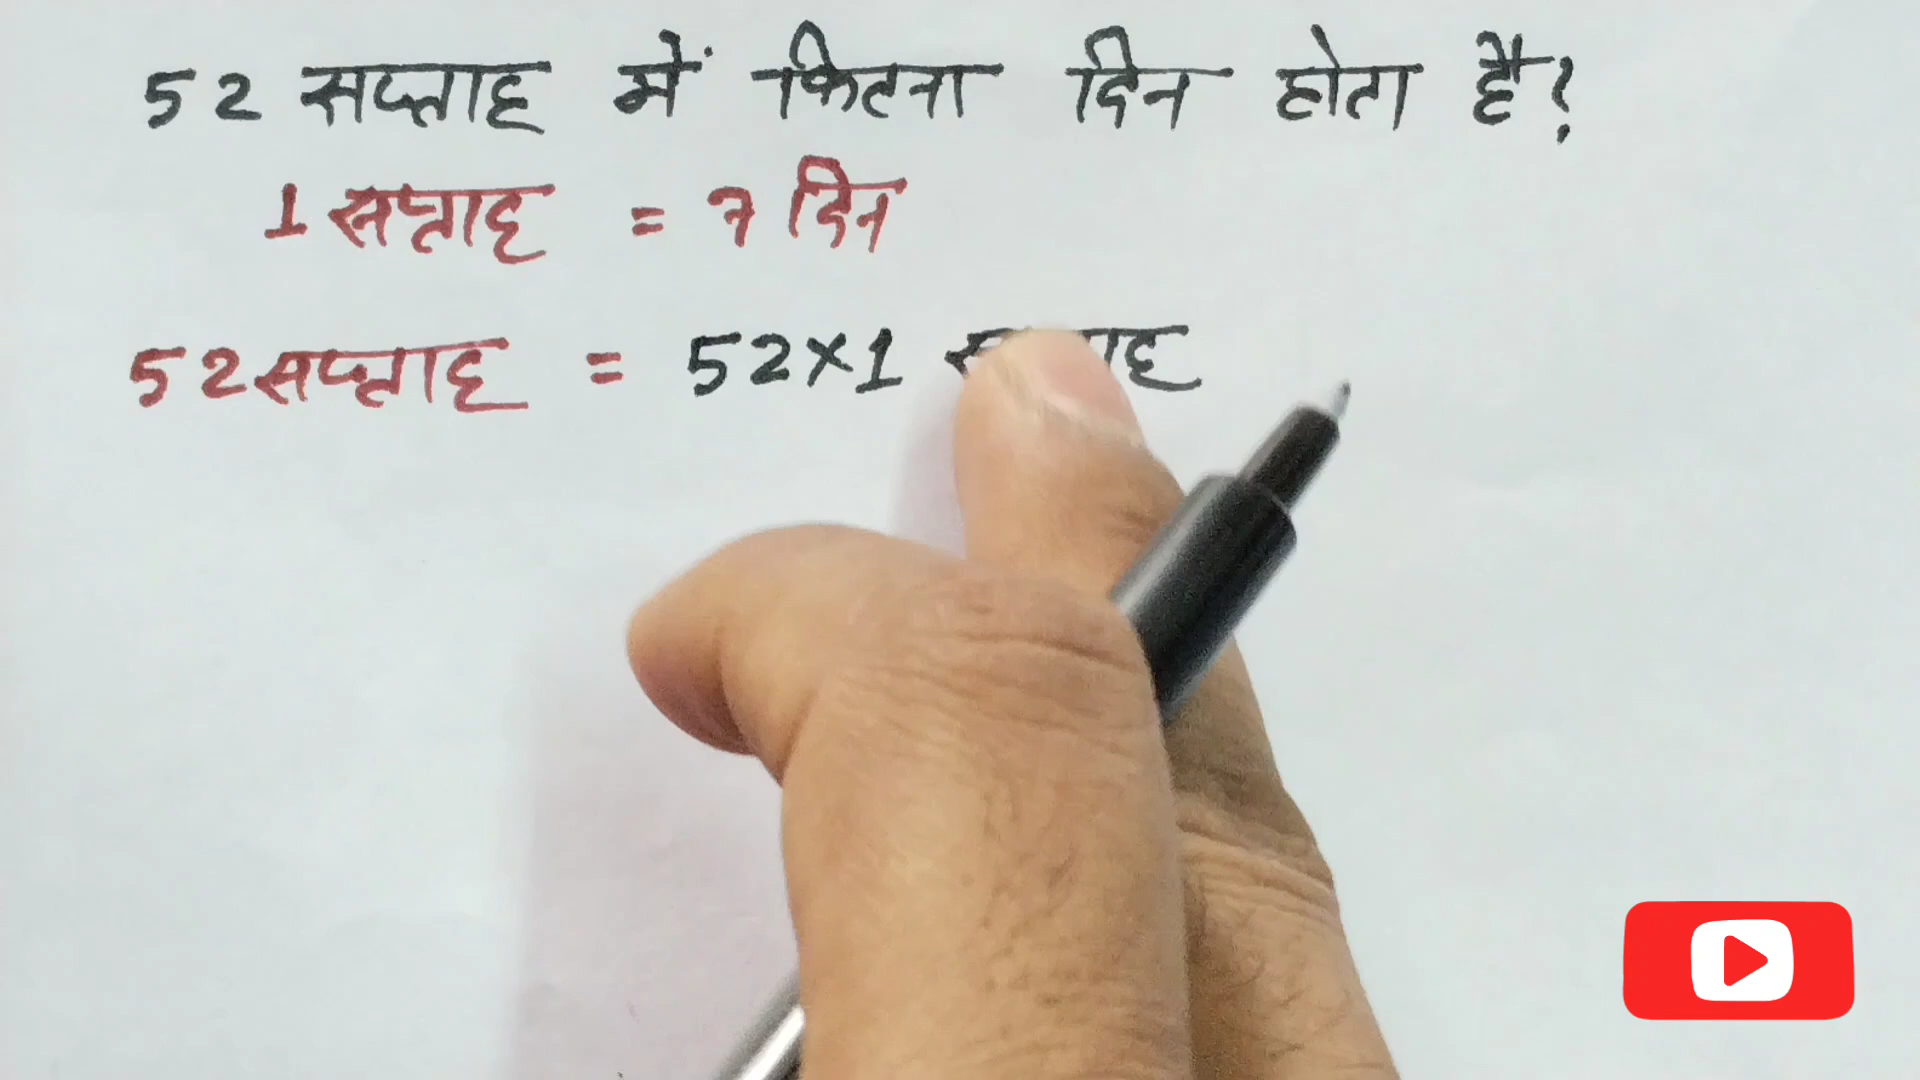 52 सप्ताह में कितना दिन होता है?
1 सप्ताह = 7 दिन
52 सप्ताह = 52×1